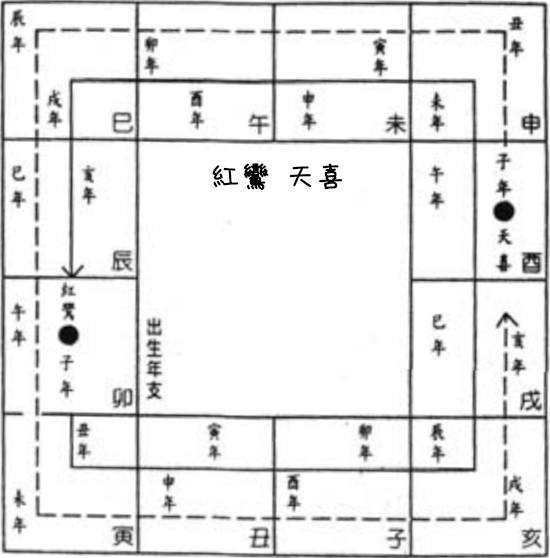 紅鸞 天喜
辰年
戌年
巳
卯年
酉年
午
寅年
申年
未
丑年
未年
申
巳年
亥年
辰
午年
子年
天喜
酉
午年
紅鸞
子年
卯
出生年支
巳年
亥年
戌
未年
丑年
寅
寅年
申年
丑
卯年
酉年
子
辰年
戌年
亥